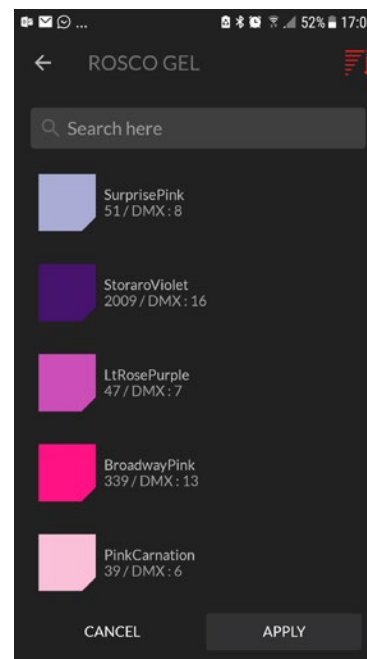 ... 52% 17:0
ROSCO GEL
Search here
SurprisePink
51 / DMX : 8
StoraroViolet
2009 / DMX : 16
LtRosePurple
47 / DMX : 7
BroadwayPink
339 / DMX : 13
PinkCarnation
39 / DMX : 6
CANCEL APPLY